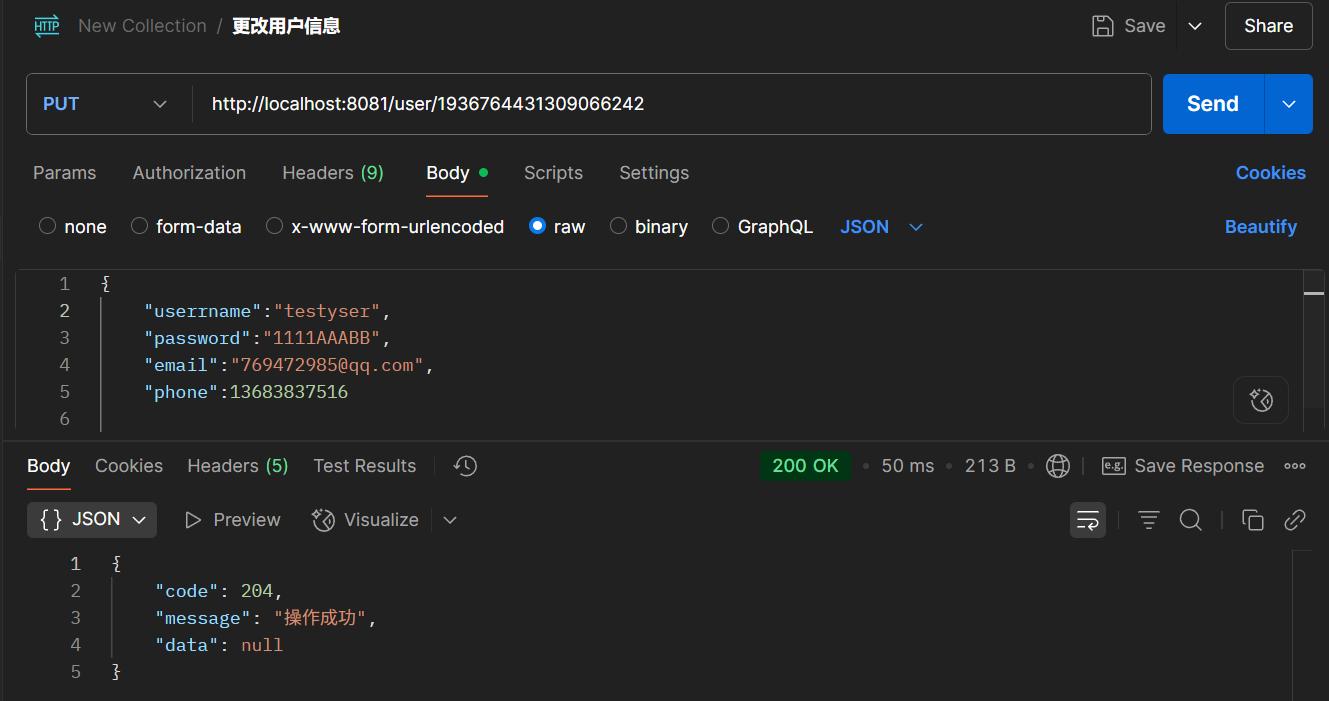 HTTP New Collection / 更改用户信息 Save Share
PUT http://localhost:8081/user/1936764431309066242 Send
Params Authorization Headers (9) Body Scripts Settings Cookies
none form-data x-www-form-urlencoded raw binary GraphQL JSON Beautify
1 {
2 "userrname":"testyser",
3 "password":"1111AAABB",
4 "email":"769472985@qq.com",
5 "phone":13683837516
6
Body Cookies Headers (5) Test Results 200 OK • 50 ms • 213 B • e.g. Save Response
{} JSON Preview Visualize
1 {
2 "code": 204,
3 "message": "操作成功",
4 "data": null
5 }